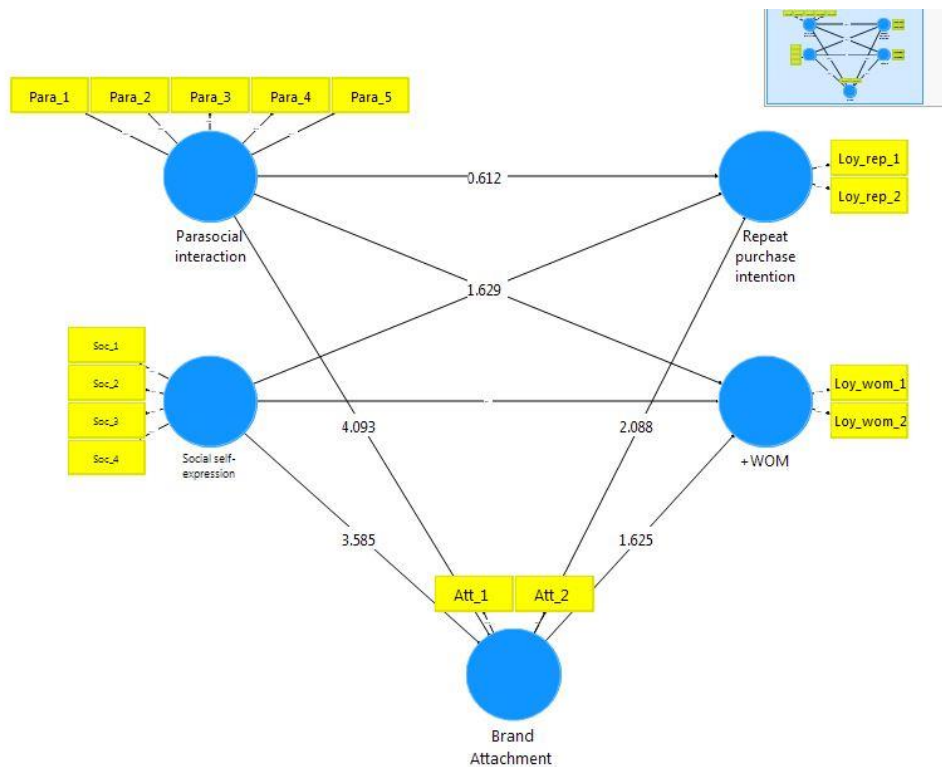 Para_1
Para_2
Para_3
Para_4
Para_5
Parasocial
interaction
0.612
Loy_rep_1
Loy_rep_2
Repeat
purchase
intention
1.629
Soc_1
Soc_2
Soc_3
Soc_4
Social self-
expression
Loy_wom_1
Loy_wom_2
+WOM
4.093
2.088
3.585
1.625
Att_1
Att_2
Brand
Attachment